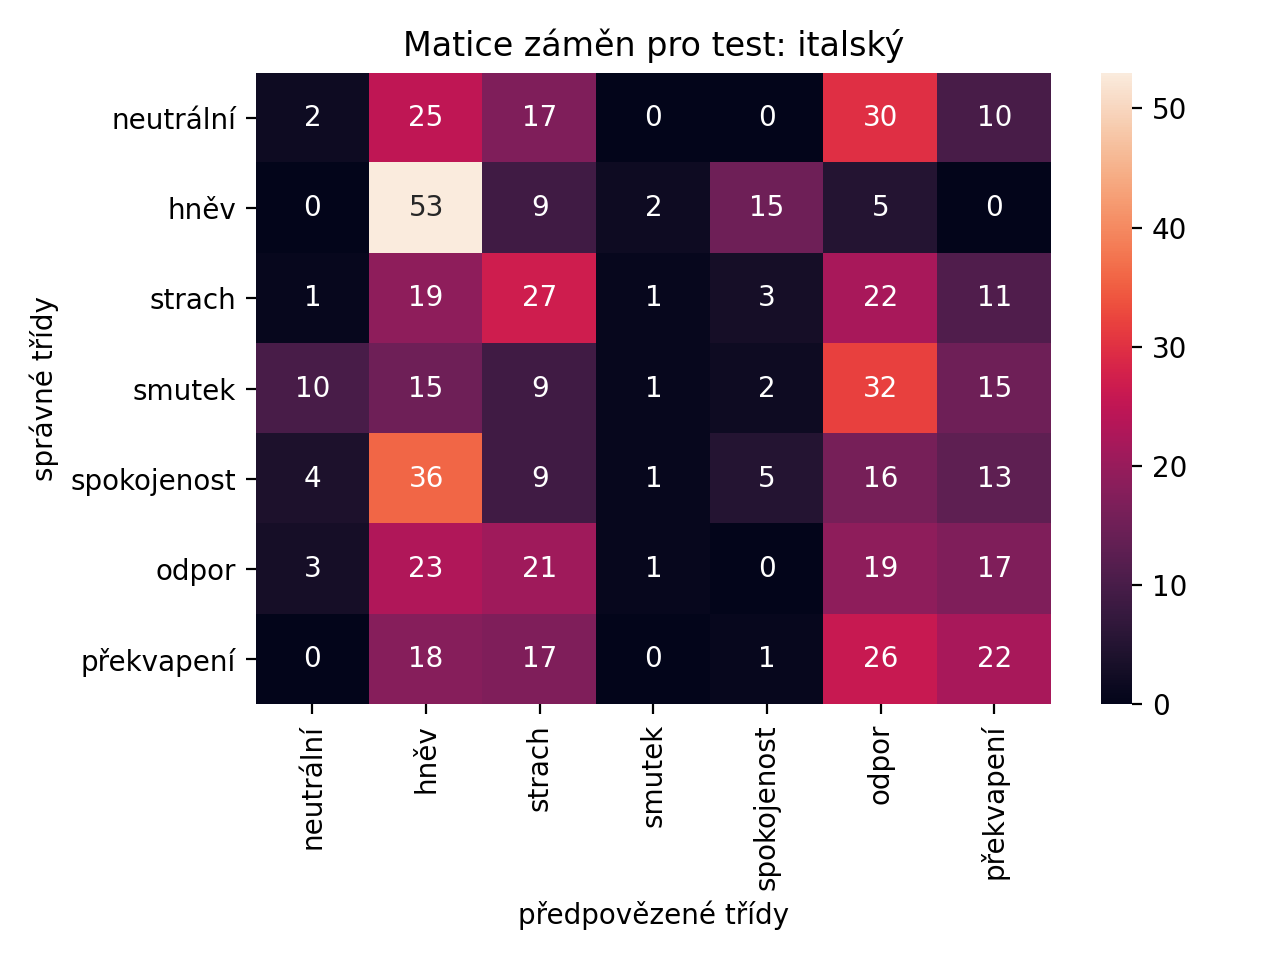 Matice záměn pro test: italský
správné třídy
neutrální 2 25 17 0 0 30 10
hněv 0 53 9 2 15 5 0
strach 1 19 27 1 3 22 11
smutek 10 15 9 1 2 32 15
spokojenost 4 36 9 1 5 16 13
odpor 3 23 21 1 0 19 17
překvapení 0 18 17 0 1 26 22
neutrální hněv strach smutek spokojenost odpor překvapení
předpovězené třídy
50
40
30
20
10
0